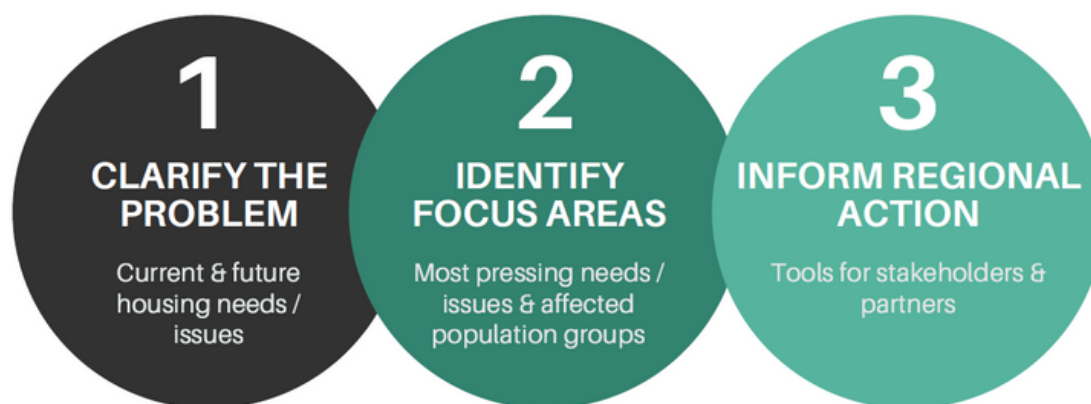 1
CLARIFY THE
PROBLEM
Current & future
housing needs /
issues
2
IDENTIFY
FOCUS AREAS
Most pressing needs /
issues & affected
population groups
3
INFORM REGIONAL
ACTION
Tools for stakeholders &
partners